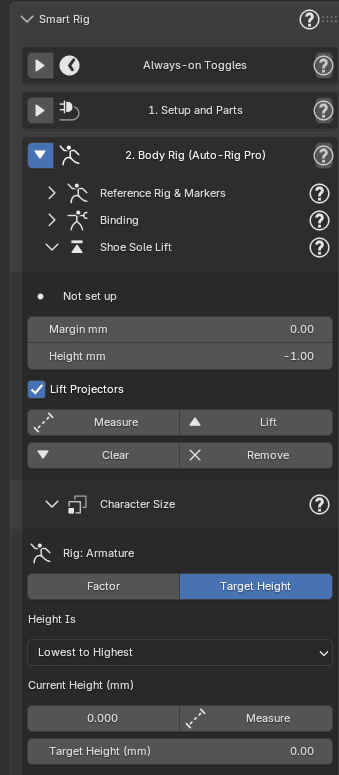 Smart Rig
Always-on Toggles
1. Setup and Parts
2. Body Rig (Auto-Rig Pro)
Reference Rig & Markers
Binding
Shoe Sole Lift
Not set up
Margin mm 0.00
Height mm -1.00
Lift Projectors
Measure Lift
Clear Remove
Character Size
Rig: Armature
Factor Target Height
Height Is
Lowest to Highest
Current Height (mm)
0.000 Measure
Target Height (mm) 0.00